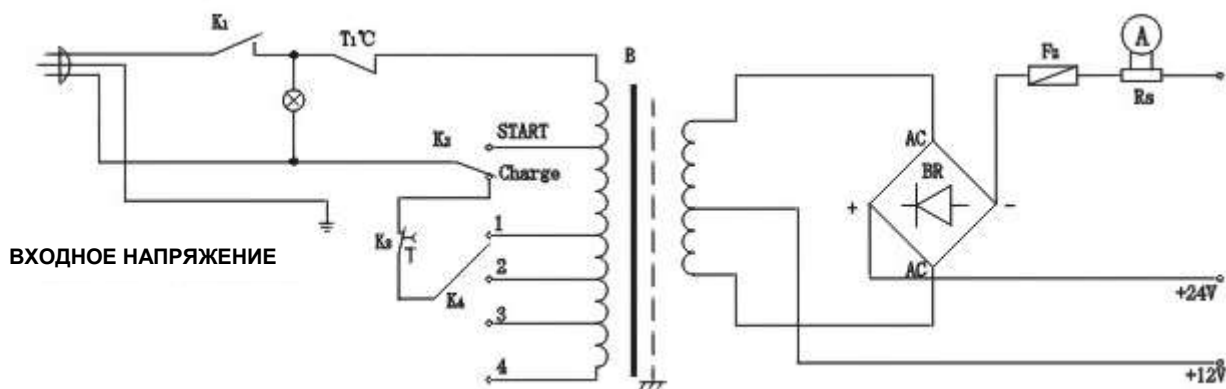 K1
T1℃
B
A
F2
Rs
START
K2
Charge
AC
BR
+
-
1
K3
T
ВХОДНОЕ НАПРЯЖЕНИЕ
2
K4
AC
+24V
3
4
+12V